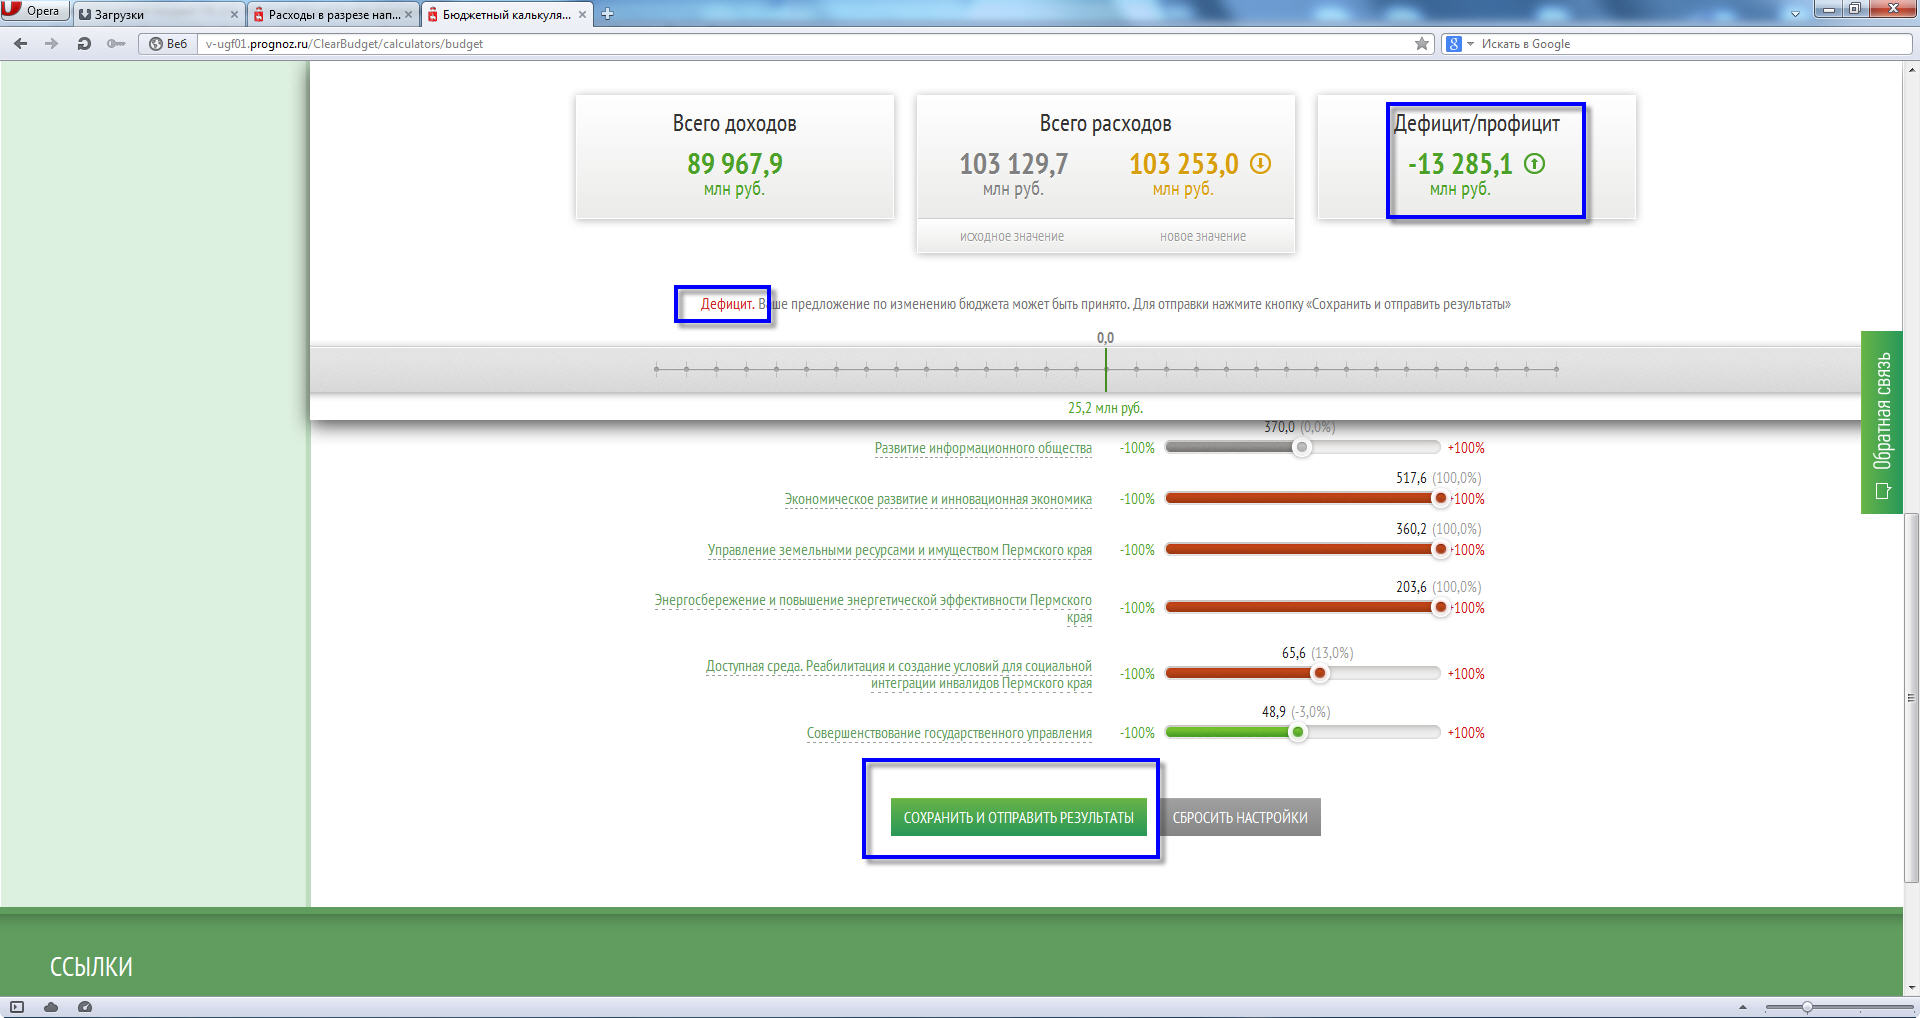 Opera
Загрузки
Расходы в разрезе нап...
Бюджетный калькуля...
Веб
v-ugf01.prognoz.ru/ClearBudget/calculators/budget
Искать в Google
Всего доходов
89 967,9
млн руб.
Всего расходов
103 129,7
млн руб.
103 253,0
млн руб.
исходное значение
новое значение
Дефицит/профицит
-13 285,1
млн руб.
Дефицит. Ваше предложение по изменению бюджета может быть принято. Для отправки нажмите кнопку «Сохранить и отправить результаты»
0,0
25,2 млн руб.
Обратная связь
370,0 (0,0%)
Развитие информационного общества -100% +100%
517,6 (100,0%)
Экономическое развитие и инновационная экономика -100% +100%
360,2 (100,0%)
Управление земельными ресурсами и имуществом Пермского края -100% +100%
203,6 (100,0%)
Энергосбережение и повышение энергетической эффективности Пермского
края -100% +100%
65,6 (13,0%)
Доступная среда. Реабилитация и создание условий для социальной
интеграции инвалидов Пермского края -100% +100%
48,9 (-3,0%)
Совершенствование государственного управления -100% +100%
СОХРАНИТЬ И ОТПРАВИТЬ РЕЗУЛЬТАТЫ
СБРОСИТЬ НАСТРОЙКИ
ССЫЛКИ